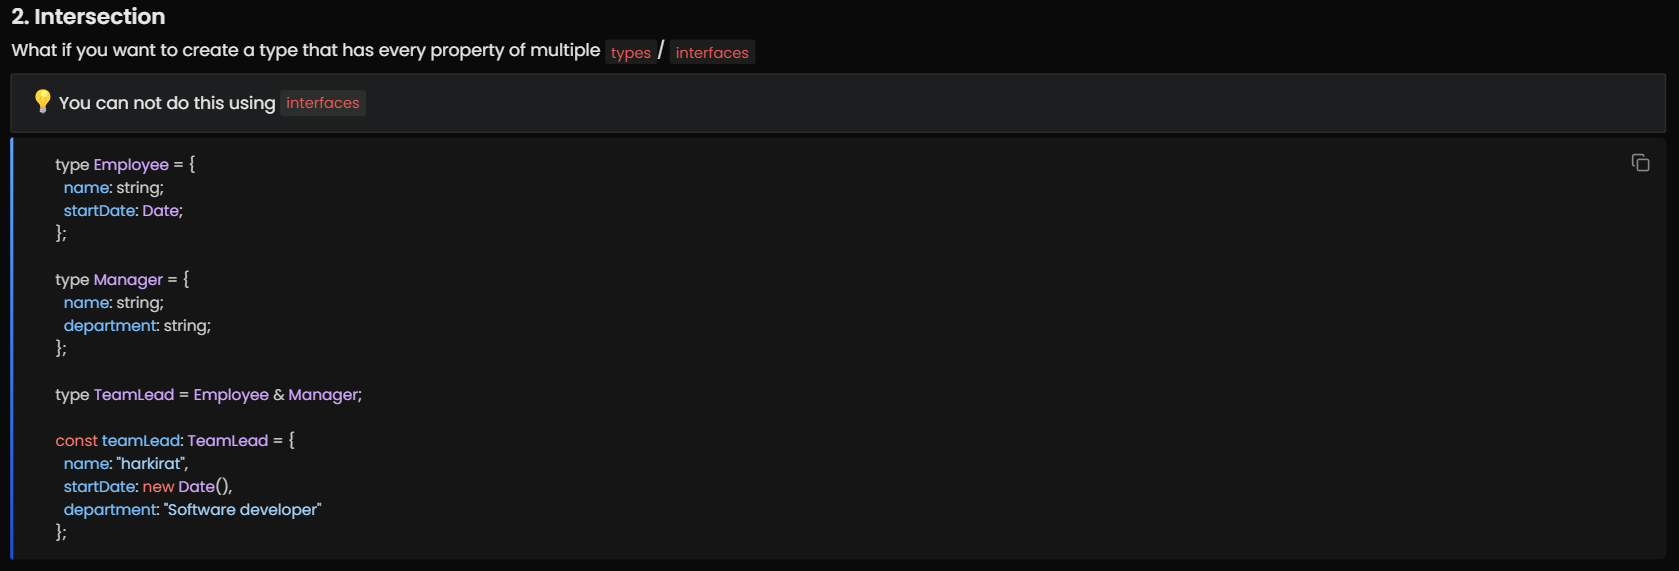 2. Intersection
What if you want to create a type that has every property of multiple types / interfaces
💡 You can not do this using interfaces
type Employee = {
  name: string;
  startDate: Date;
};
type Manager = {
  name: string;
  department: string;
};
type TeamLead = Employee & Manager;
const teamLead: TeamLead = {
  name: "harkirat",
  startDate: new Date(),
  department: "Software developer"
};